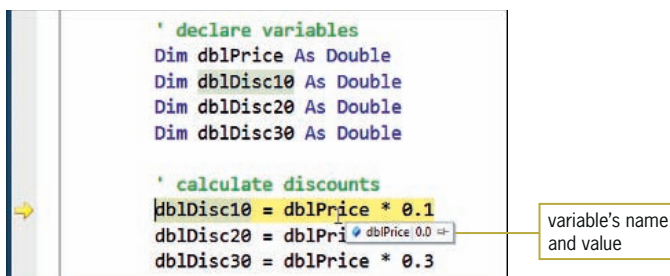 ' declare variables
Dim dblPrice As Double
Dim dblDisc10 As Double
Dim dblDisc20 As Double
Dim dblDisc30 As Double
' calculate discounts
dblDisc10 = dblPrice * 0.1
dblDisc20 = dblPri
dblPrice 0.0
dblDisc30 = dblPrice * 0.3
variable's name
and value